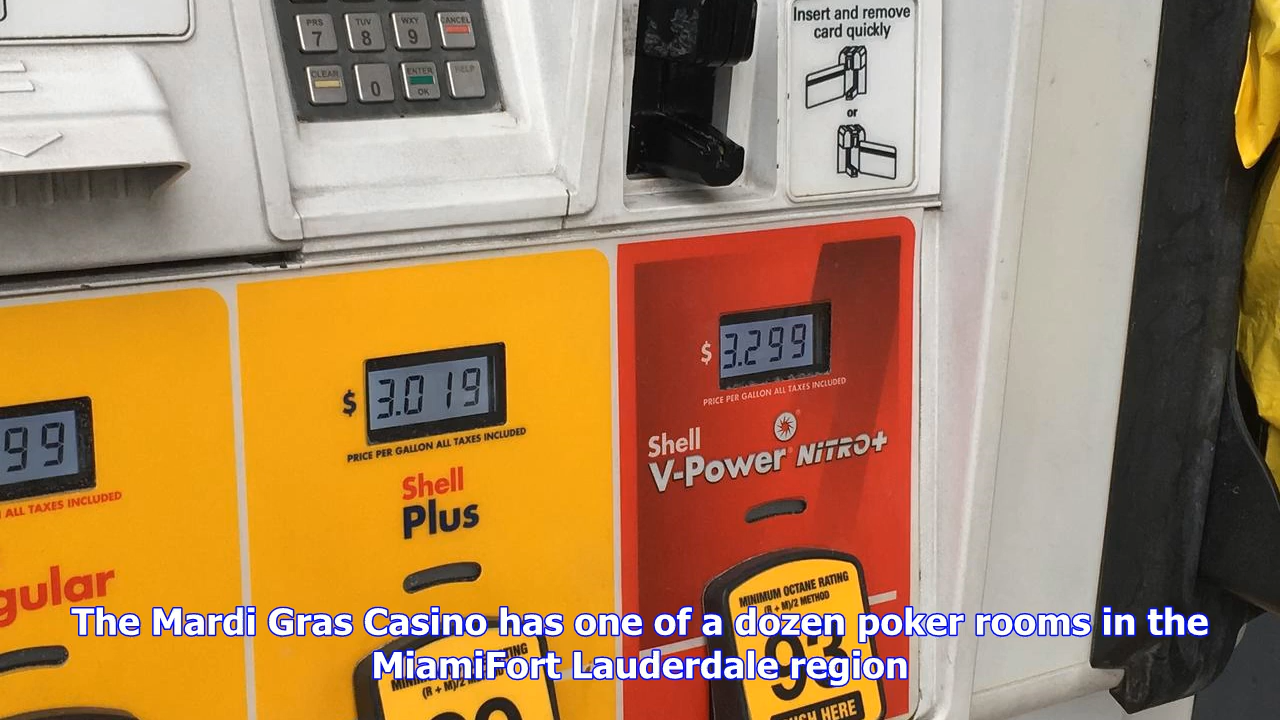 PRS
7
TUV
8
WXY
9
CANCEL
CLEAR
0
ENTER
OK
HELP
Insert and remove
card quickly
or
$ 3.299
PRICE PER GALLON ALL TAXES INCLUDED
Shell
V-Power NiTRO+
$ 3.019
PRICE PER GALLON ALL TAXES INCLUDED
Shell
Plus
99
ALL TAXES INCLUDED
gular
MINIMUM OCTANE RATING
(R + M)/2 METHOD
93
The Mardi Gras Casino has one of a dozen poker rooms in the
MiamiFort Lauderdale region